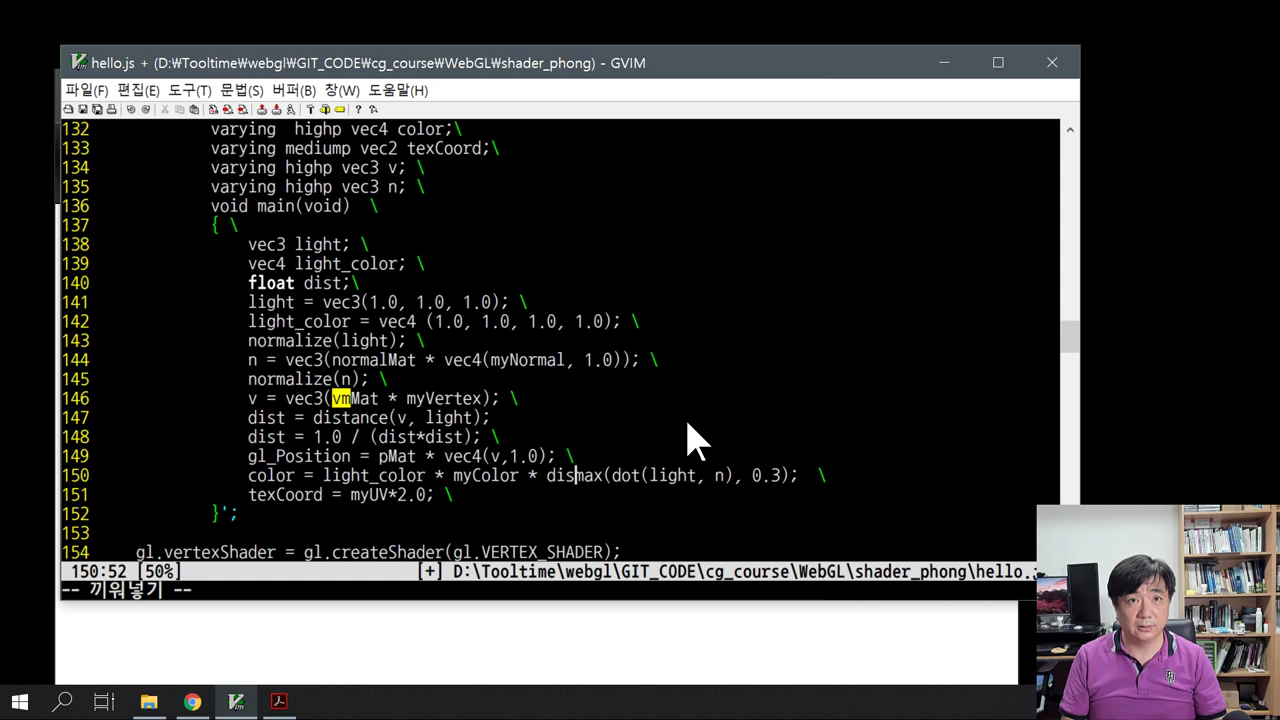 hello.js + (D:₩Tooltime₩webgl₩GIT_CODE₩cg_course₩WebGL₩shader_phong) - GVIM
파일(F) 편집(E) 도구(T) 문법(S) 버퍼(B) 창(W) 도움말(H)
132 varying  highp vec4 color;\
133 varying mediump vec2 texCoord;\
134 varying highp vec3 v; \
135 varying highp vec3 n; \
136 void main(void)  \
137 { \
138 vec3 light; \
139 vec4 light_color; \
140 float dist;\
141 light = vec3(1.0, 1.0, 1.0); \
142 light_color = vec4 (1.0, 1.0, 1.0, 1.0); \
143 normalize(light); \
144 n = vec3(normalMat * vec4(myNormal, 1.0)); \
145 normalize(n); \
146 v = vec3(vmMat * myVertex); \
147 dist = distance(v, light);
148 dist = 1.0 / (dist*dist); \
149 gl_Position = pMat * vec4(v,1.0); \
150 color = light_color * myColor * dismax(dot(light, n), 0.3);  \
151 texCoord = myUV*2.0; \
152 }';
153
154 gl.vertexShader = gl.createShader(gl.VERTEX_SHADER);
150:52 [50%] [+] D:\Tooltime\webgl\GIT_CODE\cg_course\WebGL\shader_phong\hello.j
-- 끼워넣기 --